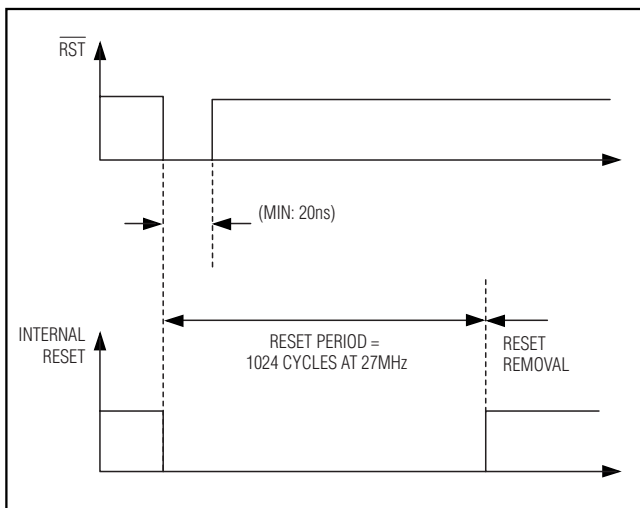 RST
(MIN: 20ns)
INTERNAL
RESET
RESET PERIOD =
1024 CYCLES AT 27MHz
RESET
REMOVAL